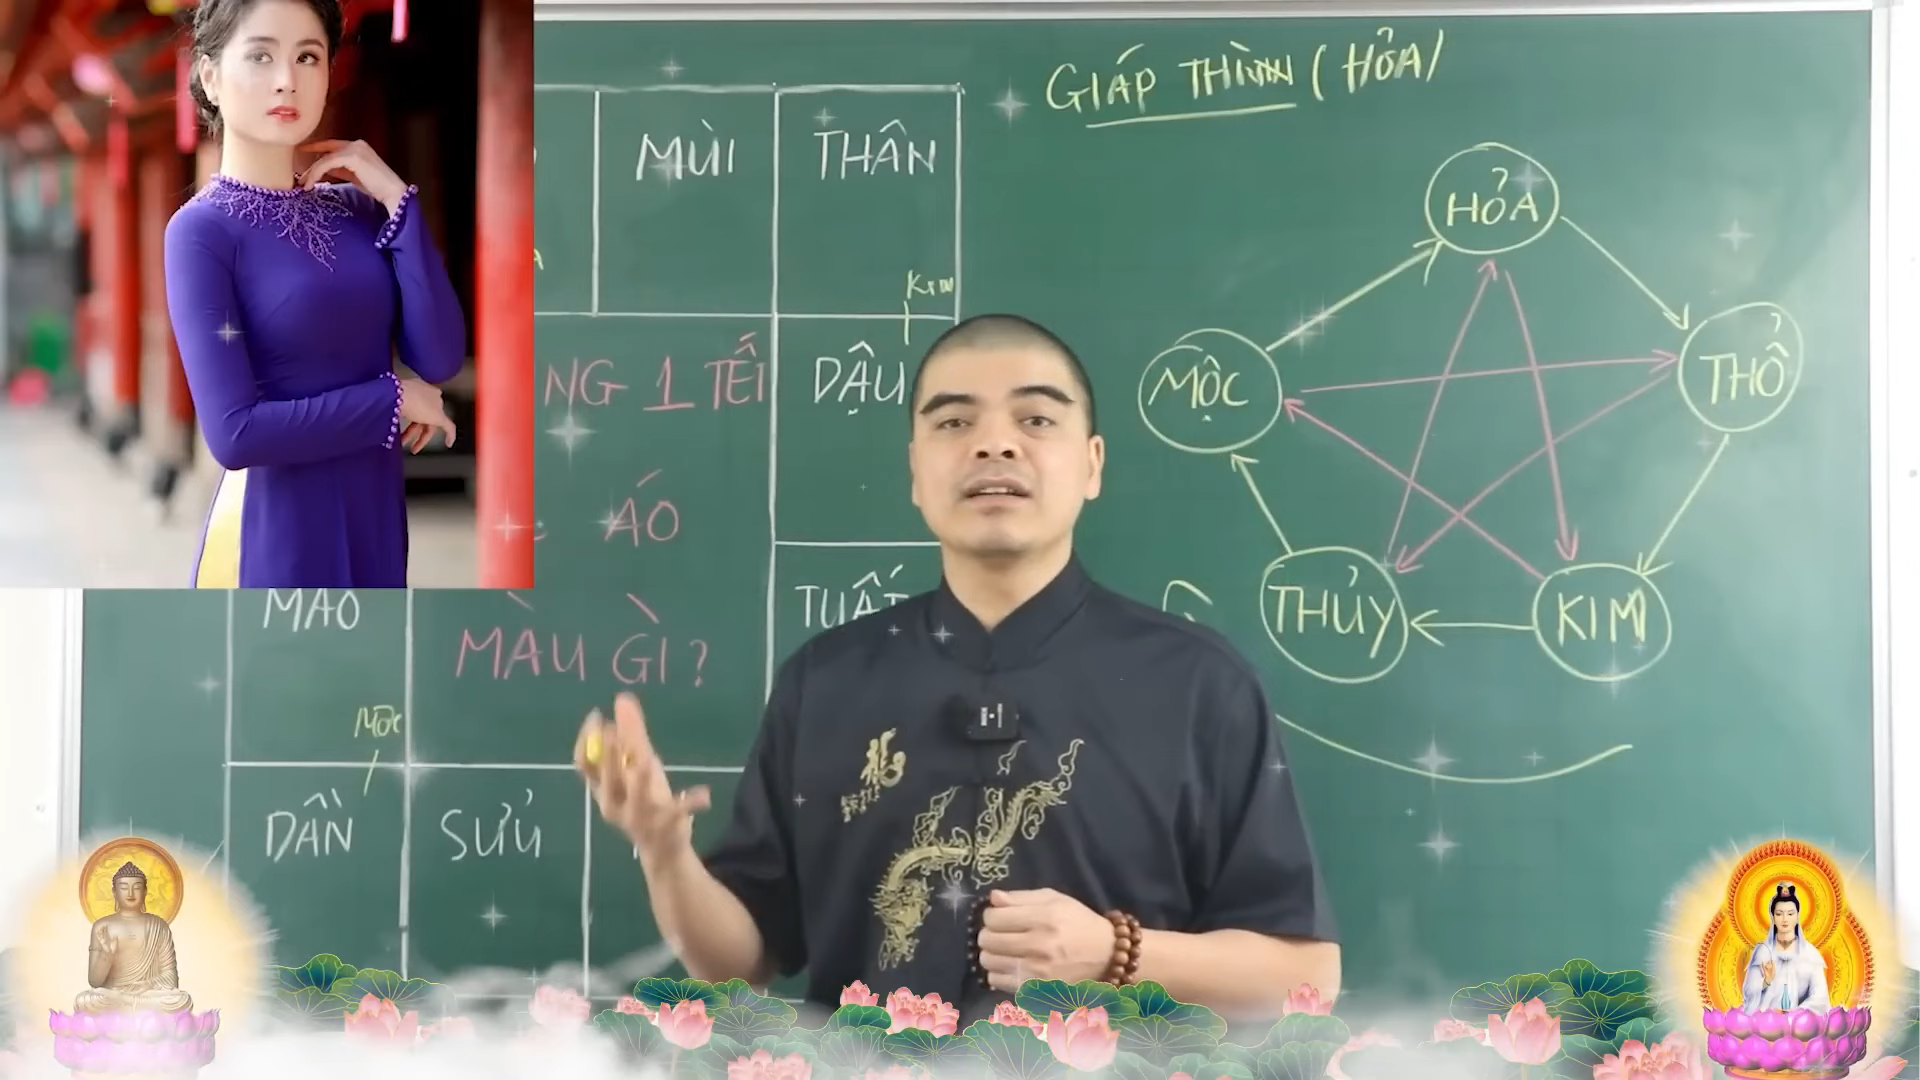 GIÁP THÌNN (HỎA)
MÙI
THÂN
KIM
NG 1 TẾT
DẬU
ÁO
MÀU GÌ?
MÃO
TUẤT
MỘC
DẦN
SỬU
HỎA
MỘC
THỔ
THỦY
KIM